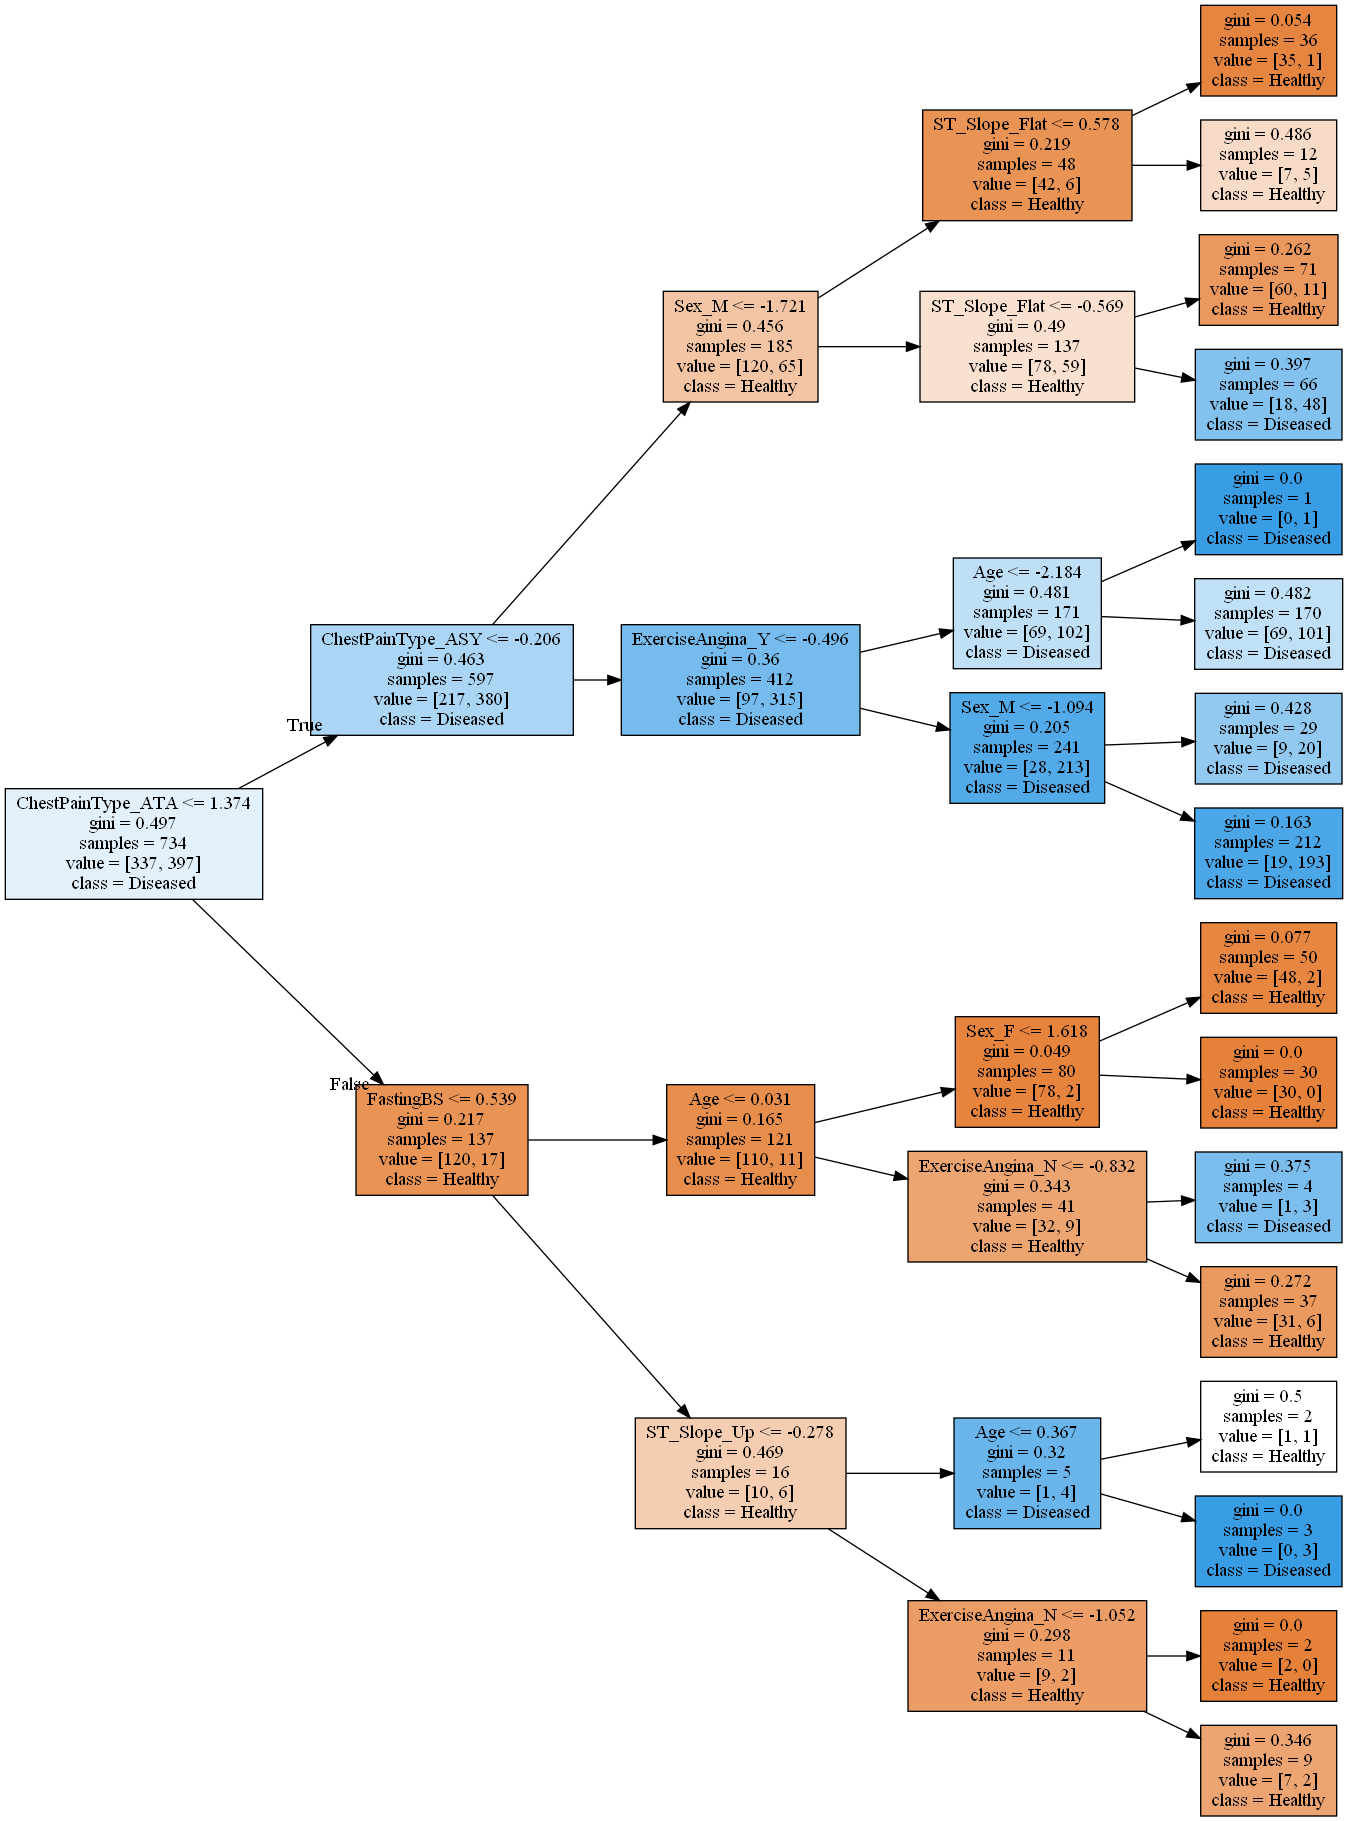 ChestPainType_ATA <= 1.374
gini = 0.497
samples = 734
value = [337, 397]
class = Diseased
True
False
ChestPainType_ASY <= -0.206
gini = 0.463
samples = 597
value = [217, 380]
class = Diseased
FastingBS <= 0.539
gini = 0.217
samples = 137
value = [120, 17]
class = Healthy
Sex_M <= -1.721
gini = 0.456
samples = 185
value = [120, 65]
class = Healthy
ExerciseAngina_Y <= -0.496
gini = 0.36
samples = 412
value = [97, 315]
class = Diseased
Age <= 0.031
gini = 0.165
samples = 121
value = [110, 11]
class = Healthy
ST_Slope_Up <= -0.278
gini = 0.469
samples = 16
value = [10, 6]
class = Healthy
ST_Slope_Flat <= 0.578
gini = 0.219
samples = 48
value = [42, 6]
class = Healthy
ST_Slope_Flat <= -0.569
gini = 0.49
samples = 137
value = [78, 59]
class = Healthy
Age <= -2.184
gini = 0.481
samples = 171
value = [69, 102]
class = Diseased
Sex_M <= -1.094
gini = 0.205
samples = 241
value = [28, 213]
class = Diseased
Sex_F <= 1.618
gini = 0.049
samples = 80
value = [78, 2]
class = Healthy
ExerciseAngina_N <= -0.832
gini = 0.343
samples = 41
value = [32, 9]
class = Healthy
Age <= 0.367
gini = 0.32
samples = 5
value = [1, 4]
class = Diseased
ExerciseAngina_N <= -1.052
gini = 0.298
samples = 11
value = [9, 2]
class = Healthy
gini = 0.054
samples = 36
value = [35, 1]
class = Healthy
gini = 0.486
samples = 12
value = [7, 5]
class = Healthy
gini = 0.262
samples = 71
value = [60, 11]
class = Healthy
gini = 0.397
samples = 66
value = [18, 48]
class = Diseased
gini = 0.0
samples = 1
value = [0, 1]
class = Diseased
gini = 0.482
samples = 170
value = [69, 101]
class = Diseased
gini = 0.428
samples = 29
value = [9, 20]
class = Diseased
gini = 0.163
samples = 212
value = [19, 193]
class = Diseased
gini = 0.077
samples = 50
value = [48, 2]
class = Healthy
gini = 0.0
samples = 30
value = [30, 0]
class = Healthy
gini = 0.375
samples = 4
value = [1, 3]
class = Diseased
gini = 0.272
samples = 37
value = [31, 6]
class = Healthy
gini = 0.5
samples = 2
value = [1, 1]
class = Healthy
gini = 0.0
samples = 3
value = [0, 3]
class = Diseased
gini = 0.0
samples = 2
value = [2, 0]
class = Healthy
gini = 0.346
samples = 9
value = [7, 2]
class = Healthy